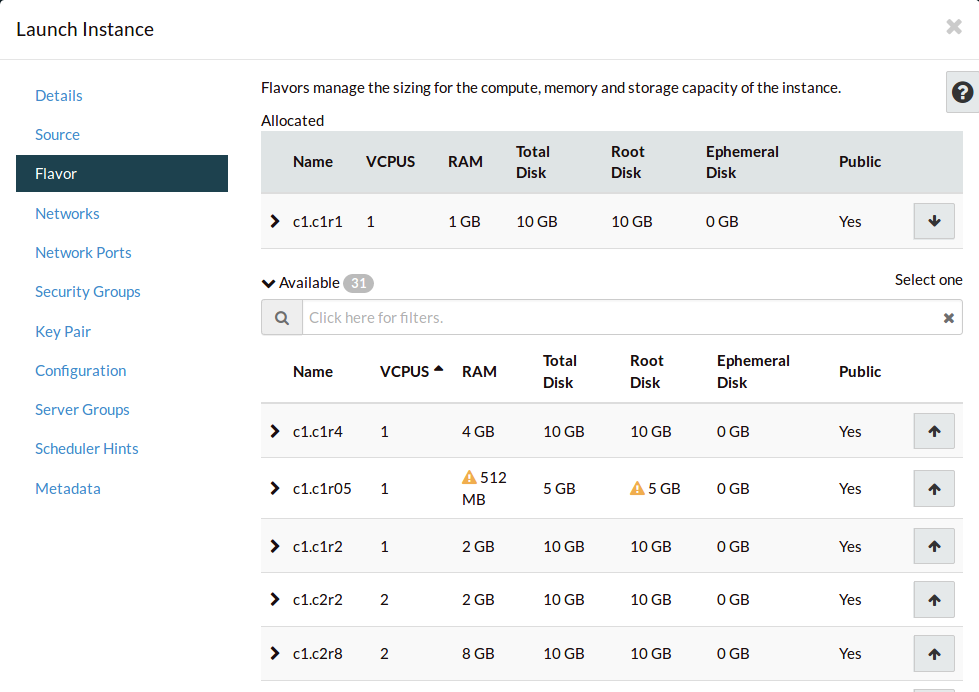 Launch Instance
Details
Source
Flavor
Networks
Network Ports
Security Groups
Key Pair
Configuration
Server Groups
Scheduler Hints
Metadata
Flavors manage the sizing for the compute, memory and storage capacity of the instance.
Allocated
Name VCPUS RAM Total Disk Root Disk Ephemeral Disk Public
c1.c1r1 1 1 GB 10 GB 10 GB 0 GB Yes
Available 31 Select one
Click here for filters.
Name VCPUS RAM Total Disk Root Disk Ephemeral Disk Public
c1.c1r4 1 4 GB 10 GB 10 GB 0 GB Yes
c1.c1r05 1 512 MB 5 GB 5 GB 0 GB Yes
c1.c1r2 1 2 GB 10 GB 10 GB 0 GB Yes
c1.c2r2 2 2 GB 10 GB 10 GB 0 GB Yes
c1.c2r8 2 8 GB 10 GB 10 GB 0 GB Yes